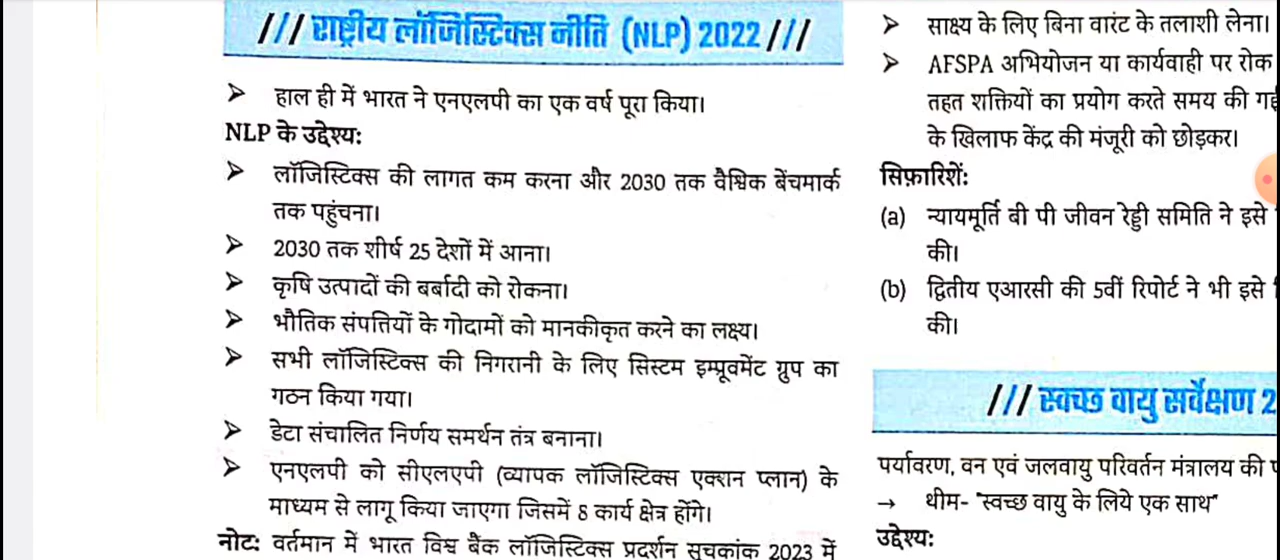 /// राष्ट्रीय लॉजिस्टिक्स नीति (NLP) 2022 ///
➢ हाल ही में भारत ने एनएलपी का एक वर्ष पूरा किया।
NLP के उद्देश्य:
➢ लॉजिस्टिक्स की लागत कम करना और 2030 तक वैश्विक बेंचमार्क
तक पहुंचना।
➢ 2030 तक शीर्ष 25 देशों में आना।
➢ कृषि उत्पादों की बर्बादी को रोकना।
➢ भौतिक संपत्तियों के गोदामों को मानकीकृत करने का लक्ष्य।
➢ सभी लॉजिस्टिक्स की निगरानी के लिए सिस्टम इम्प्रूवमेंट ग्रुप का
गठन किया गया।
➢ डेटा संचालित निर्णय समर्थन तंत्र बनाना।
➢ एनएलपी को सीएलएपी (व्यापक लॉजिस्टिक्स एक्शन प्लान) के
माध्यम से लागू किया जाएगा जिसमें 8 कार्य क्षेत्र होंगे।
नोट: वर्तमान में भारत विश्व बैंक लॉजिस्टिक्स प्रदर्शन सूचकांक 2023 में
➢ साक्ष्य के लिए बिना वारंट के तलाशी लेना।
➢ AFSPA अभियोजन या कार्यवाही पर रोक
तहत शक्तियों का प्रयोग करते समय की
के खिलाफ केंद्र की मंजूरी को छोड़कर।
सिफ़ारिशें:
(a) न्यायमूर्ति बी पी जीवन रेड्डी समिति ने इसे
की।
(b) द्वितीय एआरसी की 5वीं रिपोर्ट ने भी इसे
की।
/// स्वच्छ वायु सर्वेक्षण 2
पर्यावरण, वन एवं जलवायु परिवर्तन मंत्रालय की
→ थीम- "स्वच्छ वायु के लिये एक साथ"
उद्देश्य: